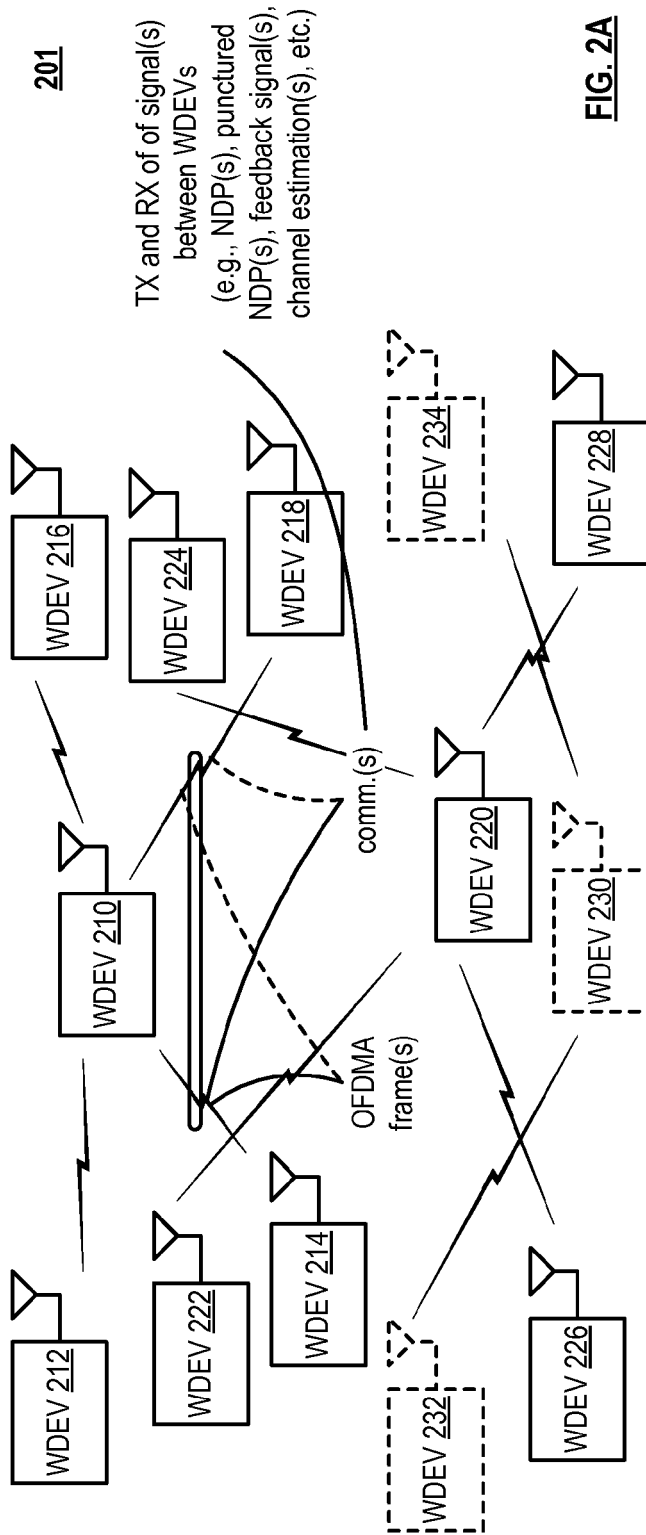 201
TX and RX of of signal(s)
between WDEVs
(e.g., NDP(s), punctured
NDP(s), feedback signal(s),
channel estimation(s), etc.)
WDEV 212
WDEV 210
WDEV 216
WDEV 222
WDEV 224
WDEV 214
WDEV 218
OFDMA
frame(s)
comm.(s)
WDEV 232
WDEV 220
WDEV 234
WDEV 226
WDEV 230
WDEV 228
FIG. 2A